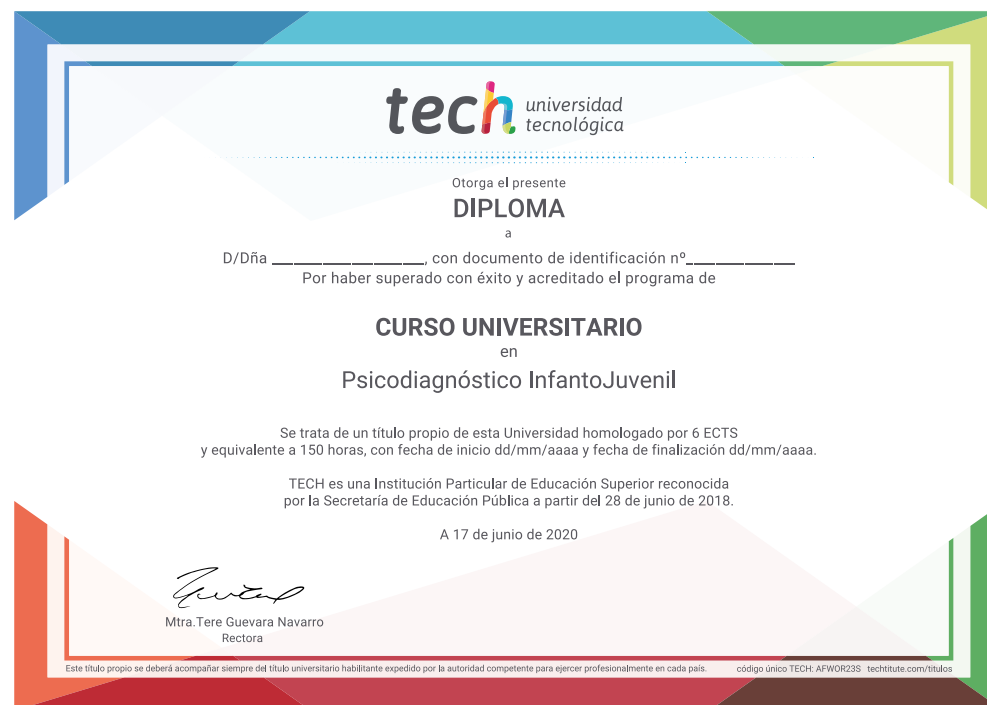 tech universidad
tecnológica
Otorga el presente
DIPLOMA
a
D/Dña __________________, con documento de identificación nº_____________
Por haber superado con éxito y acreditado el programa de
CURSO UNIVERSITARIO
en
Psicodiagnóstico InfantoJuvenil
Se trata de un título propio de esta Universidad homologado por 6 ECTS
y equivalente a 150 horas, con fecha de inicio dd/mm/aaaa y fecha de finalización dd/mm/aaaa.
TECH es una Institución Particular de Educación Superior reconocida
por la Secretaría de Educación Pública a partir del 28 de junio de 2018.
A 17 de junio de 2020
Mtra.Tere Guevara Navarro
Rectora
Este título propio se deberá acompañar siempre del título universitario habilitante expedido por la autoridad competente para ejercer profesionalmente en cada país. código único TECH: AFWOR23S techtitute.com/titulos